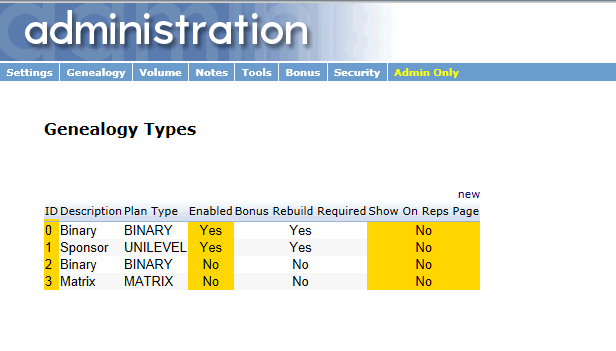 administration
Settings Genealogy Volume Notes Tools Bonus Security Admin Only
Genealogy Types
new
ID Description Plan Type Enabled Bonus Rebuild Required Show On Reps Page
0 Binary BINARY Yes Yes No
1 Sponsor UNILEVEL Yes Yes No
2 Binary BINARY No No No
3 Matrix MATRIX No No No